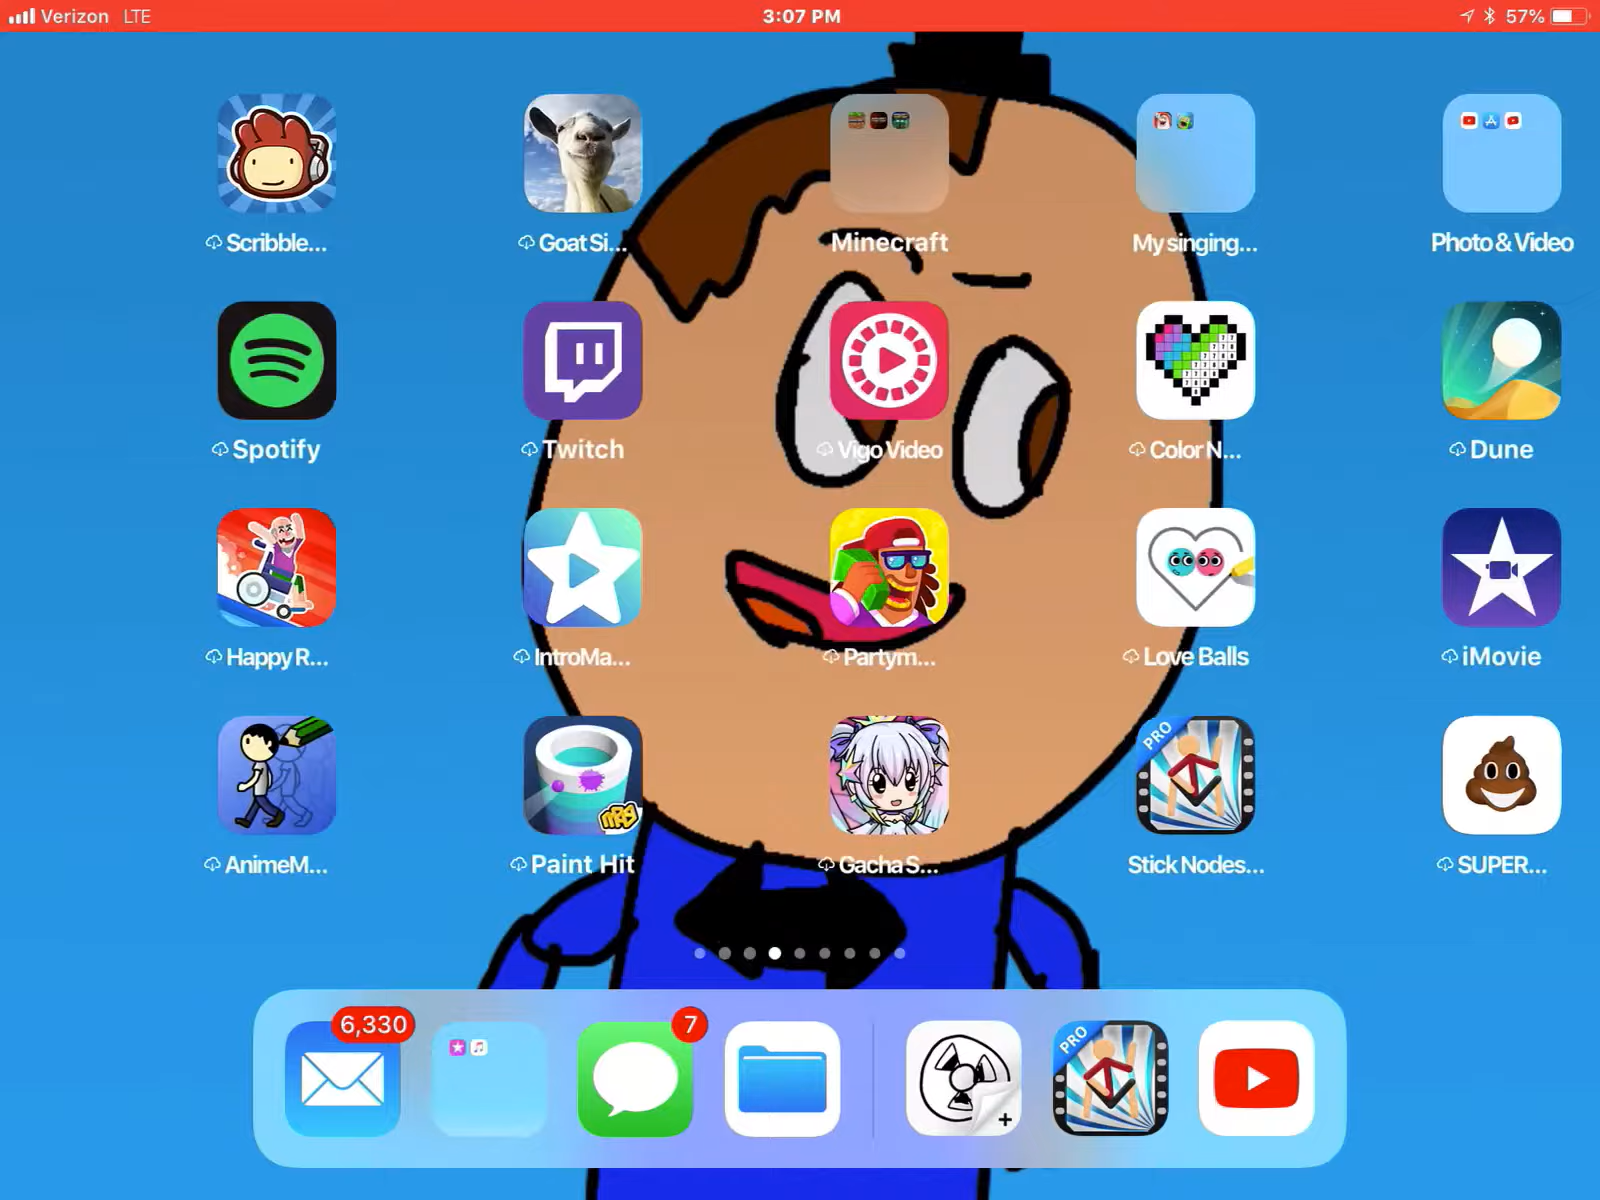 Verizon LTE 3:07 PM 57%
Scribble... Goat Si... Minecraft My singing... Photo & Video
Spotify Twitch Vigo Video Color N... Dune
Happy R... IntroMa... Partym... Love Balls iMovie
PRO
AnimeM... Paint Hit Gacha S... Stick Nodes... SUPER...
6,330 7
PRO